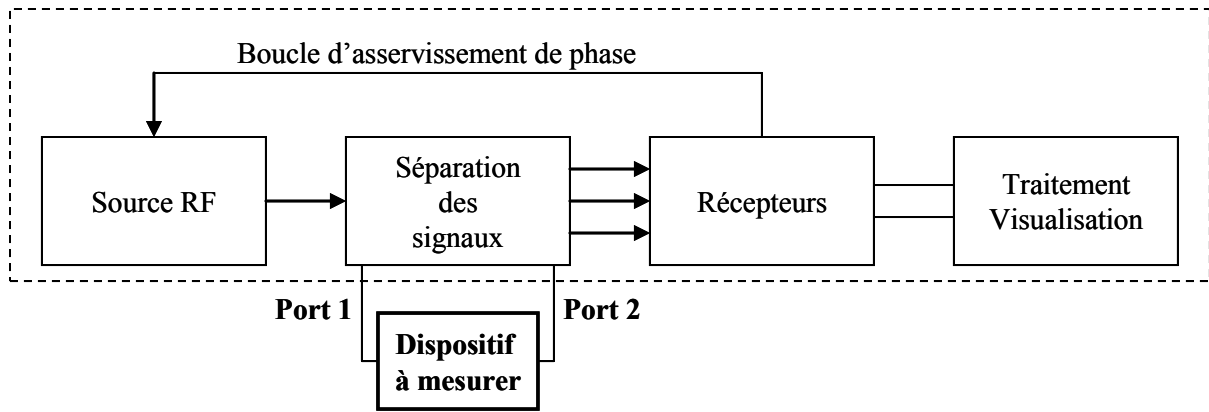 Boucle d’asservissement de phase
Source RF
Séparation
des
signaux
Récepteurs
Traitement
Visualisation
Port 1
Port 2
Dispositif
à mesurer